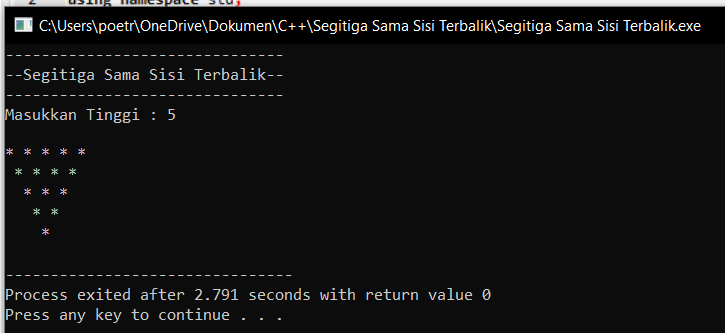 2 using namespace std;
C:\Users\poetr\OneDrive\Dokumen\C++\Segitiga Sama Sisi Terbalik\Segitiga Sama Sisi Terbalik.exe
-------------------------------
--Segitiga Sama Sisi Terbalik--
-------------------------------
Masukkan Tinggi : 5
* * * * *
 * * * *
  * * *
   * *
    *
--------------------------------
Process exited after 2.791 seconds with return value 0
Press any key to continue . . .